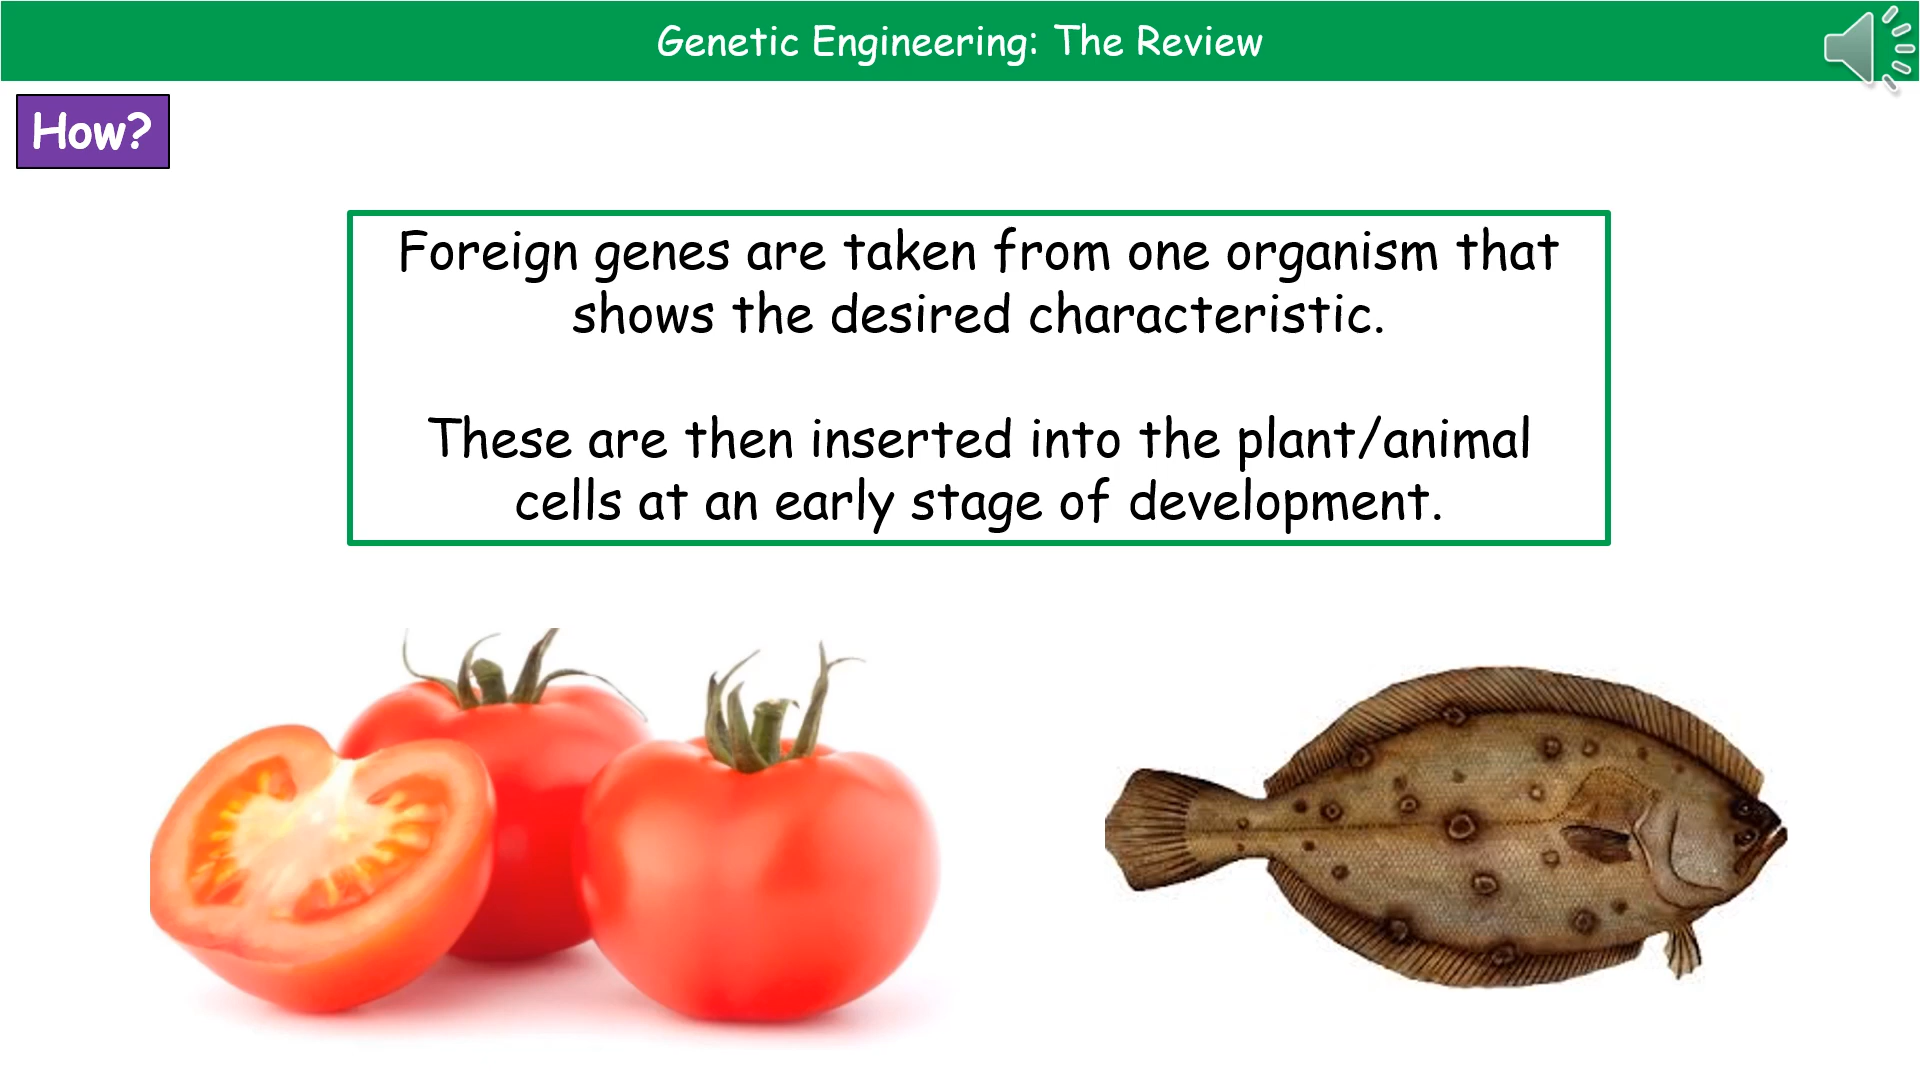 Genetic Engineering: The Review
How?
Foreign genes are taken from one organism that
shows the desired characteristic.
These are then inserted into the plant/animal
cells at an early stage of development.